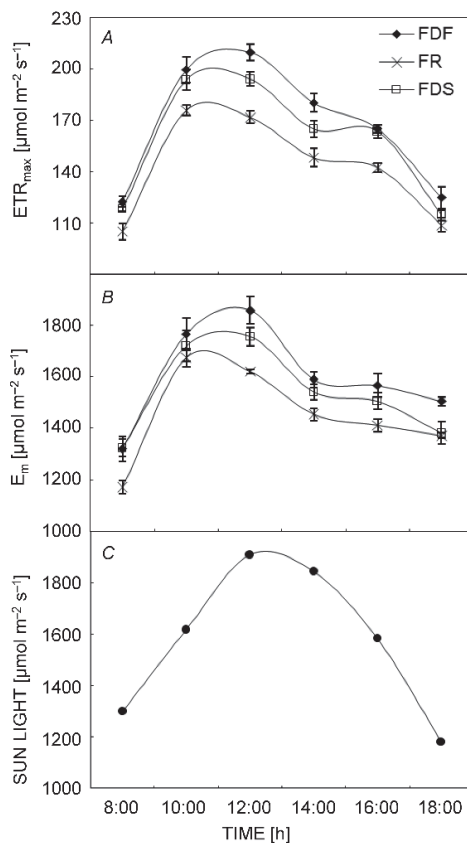 A
FDF
FR
FDS
230
200
170
140
110
ETRmax [µmol m⁻² s⁻¹]
B
1800
1600
1400
1200
1000
Em [µmol m⁻² s⁻¹]
C
1800
1600
1400
1200
1000
SUN LIGHT [µmol m⁻² s⁻¹]
8:00 10:00 12:00 14:00 16:00 18:00
TIME [h]